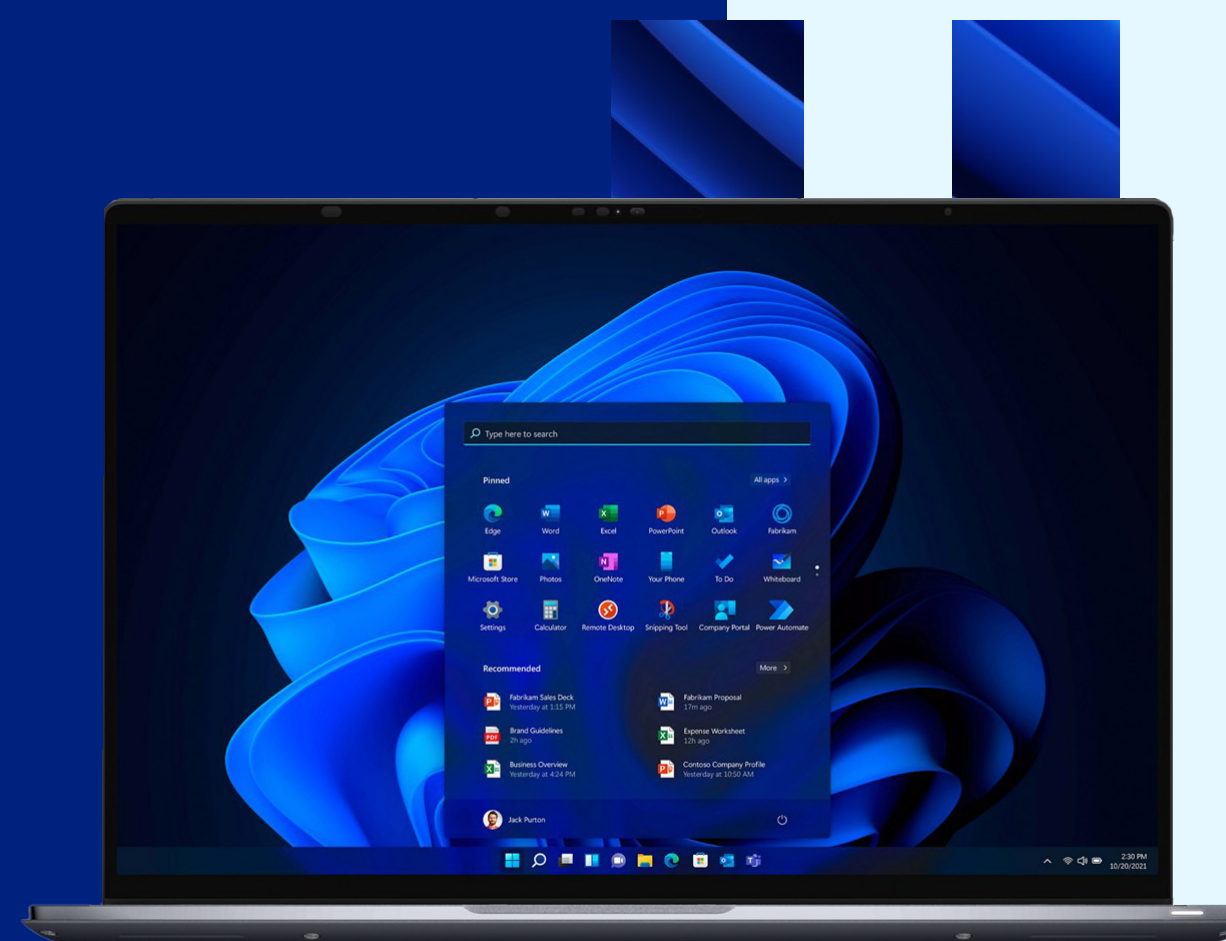 Type here to search
Pinned
All apps >
Edge
Word
Excel
PowerPoint
Outlook
Fabrikam
Microsoft Store
Photos
OneNote
Your Phone
To Do
Whiteboard
Settings
Calculator
Remote Desktop
Snipping Tool
Company Portal
Power Automate
Recommended
More >
Fabrikam Sales Deck
Yesterday at 1:15 PM
Fabrikam Proposal
17m ago
Brand Guidelines
2h ago
Expense Worksheet
12h ago
Business Overview
Yesterday at 4:24 PM
Contoso Company Profile
Yesterday at 10:50 AM
Jack Purton
2:30 PM
10/20/2021